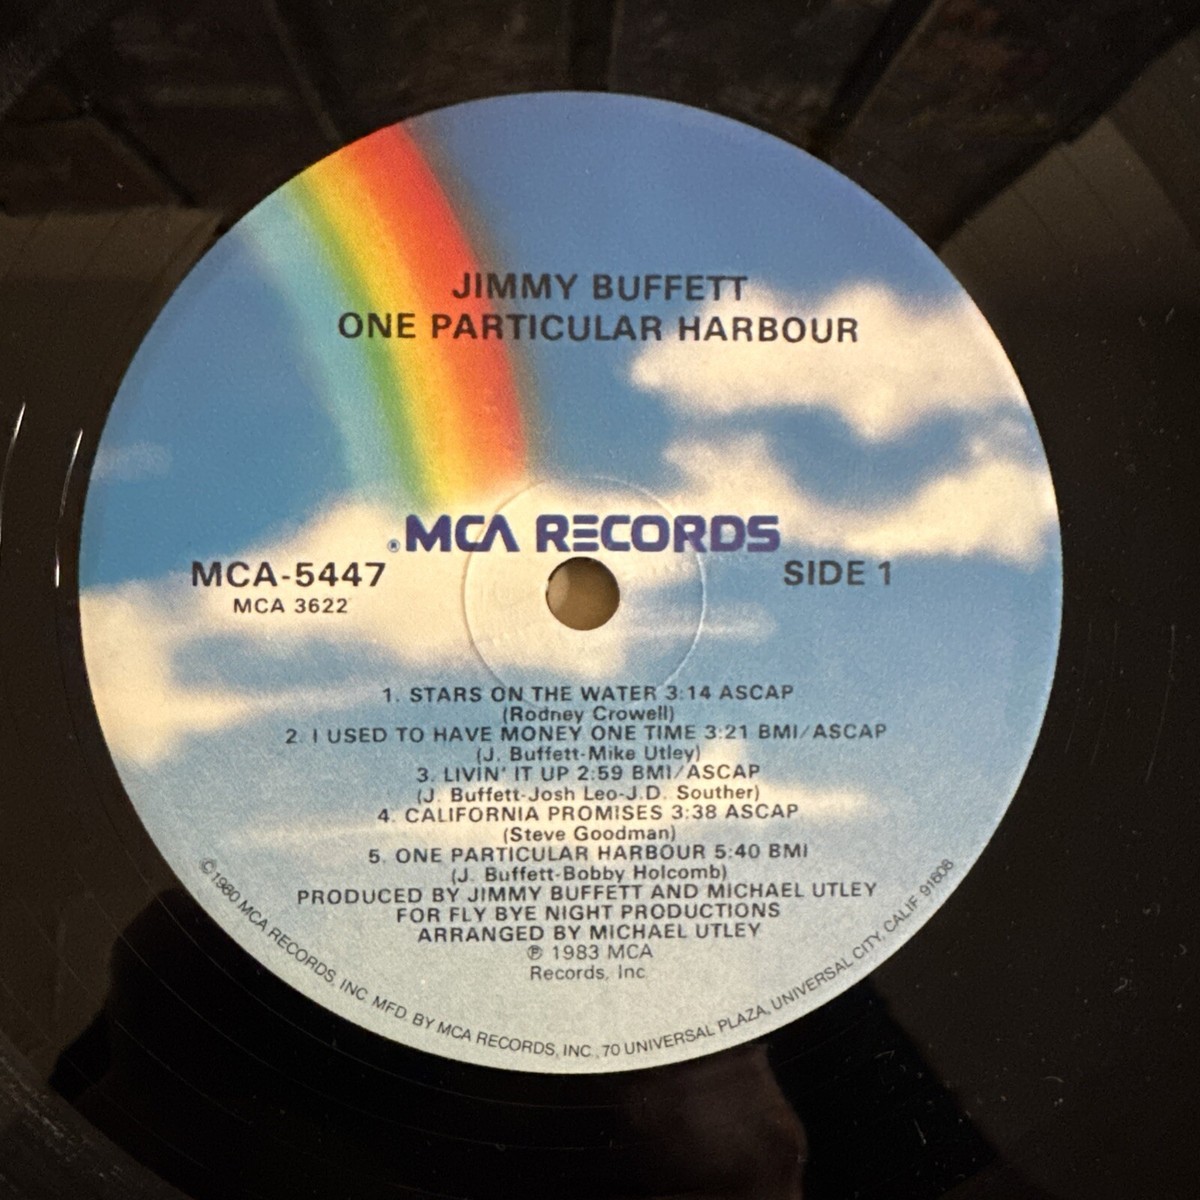 JIMMY BUFFETT
ONE PARTICULAR HARBOUR
® MCA RECORDS
MCA-5447
SIDE 1
MCA 3622
1. STARS ON THE WATER 3:14 ASCAP
(Rodney Crowell)
2. I USED TO HAVE MONEY ONE TIME 3:21 BMI/ASCAP
(J. Buffett-Mike Utley)
3. LIVIN' IT UP 2:59 BMI/ASCAP
(J. Buffett-Josh Leo-J.D. Souther)
4. CALIFORNIA PROMISES 3:38 ASCAP
(Steve Goodman)
5. ONE PARTICULAR HARBOUR 5:40 BMI
(J. Buffett-Bobby Holcomb)
PRODUCED BY JIMMY BUFFETT AND MICHAEL UTLEY
FOR FLY BYE NIGHT PRODUCTIONS
ARRANGED BY MICHAEL UTLEY
℗ 1983 MCA
Records, Inc
©1980 MCA RECORDS, INC. MFD. BY MCA RECORDS, INC., 70 UNIVERSAL PLAZA, UNIVERSAL CITY, CALIF. 91608